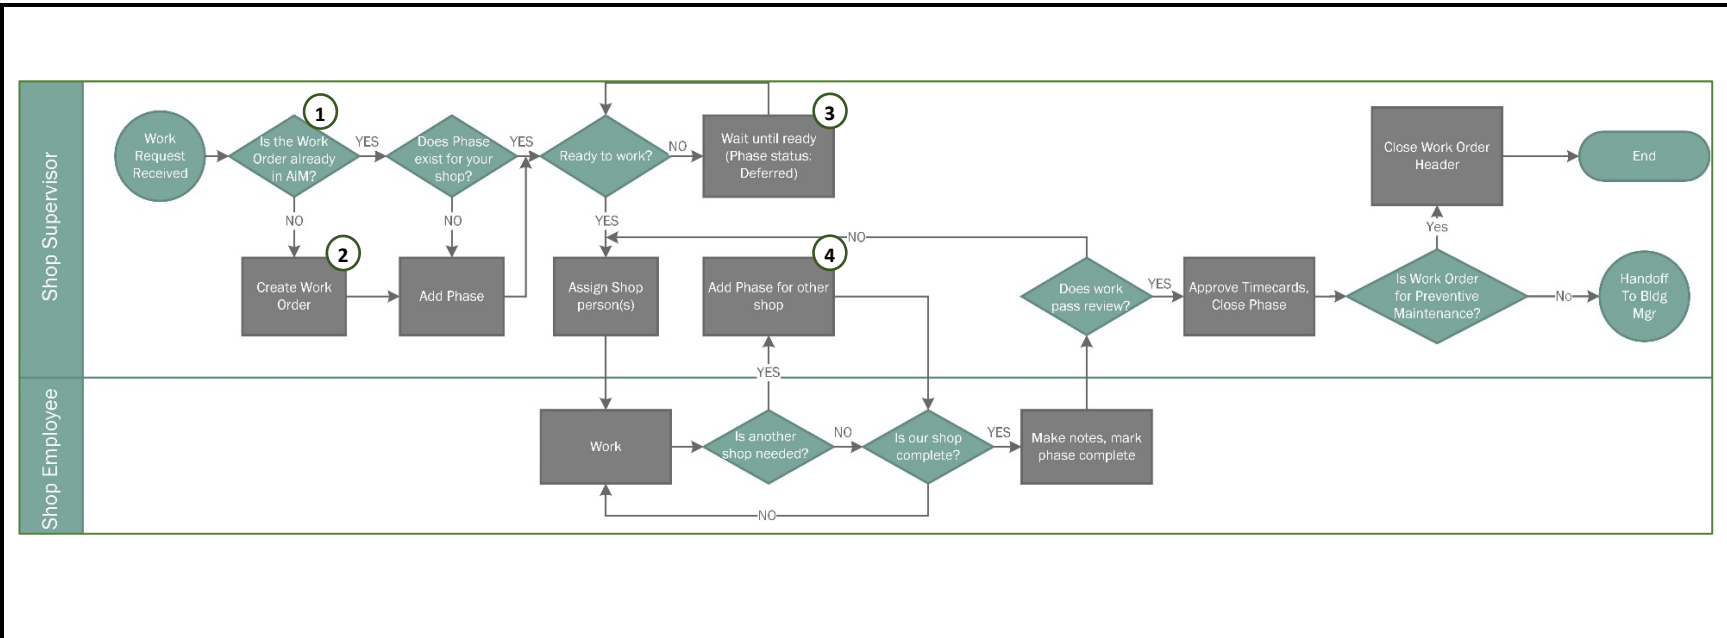 Shop Supervisor
Work
Request
Received
1
Is the Work
Order already
in AiM?
YES
NO
2
Create Work
Order
Does Phase
exist for your
shop?
YES
NO
Add Phase
Ready to work?
NO
YES
3
Wait until ready
(Phase status:
Deferred)
Assign Shop
person(s)
4
Add Phase for other
shop
NO
Does work
pass review?
YES
Approve Timecards,
Close Phase
Is Work Order
for Preventive
Maintenance?
Yes
Close Work Order
Header
End
No
Handoff
To Bldg
Mgr
Shop Employee
Work
Is another
shop needed?
YES
NO
Is our shop
complete?
YES
NO
Make notes, mark
phase complete